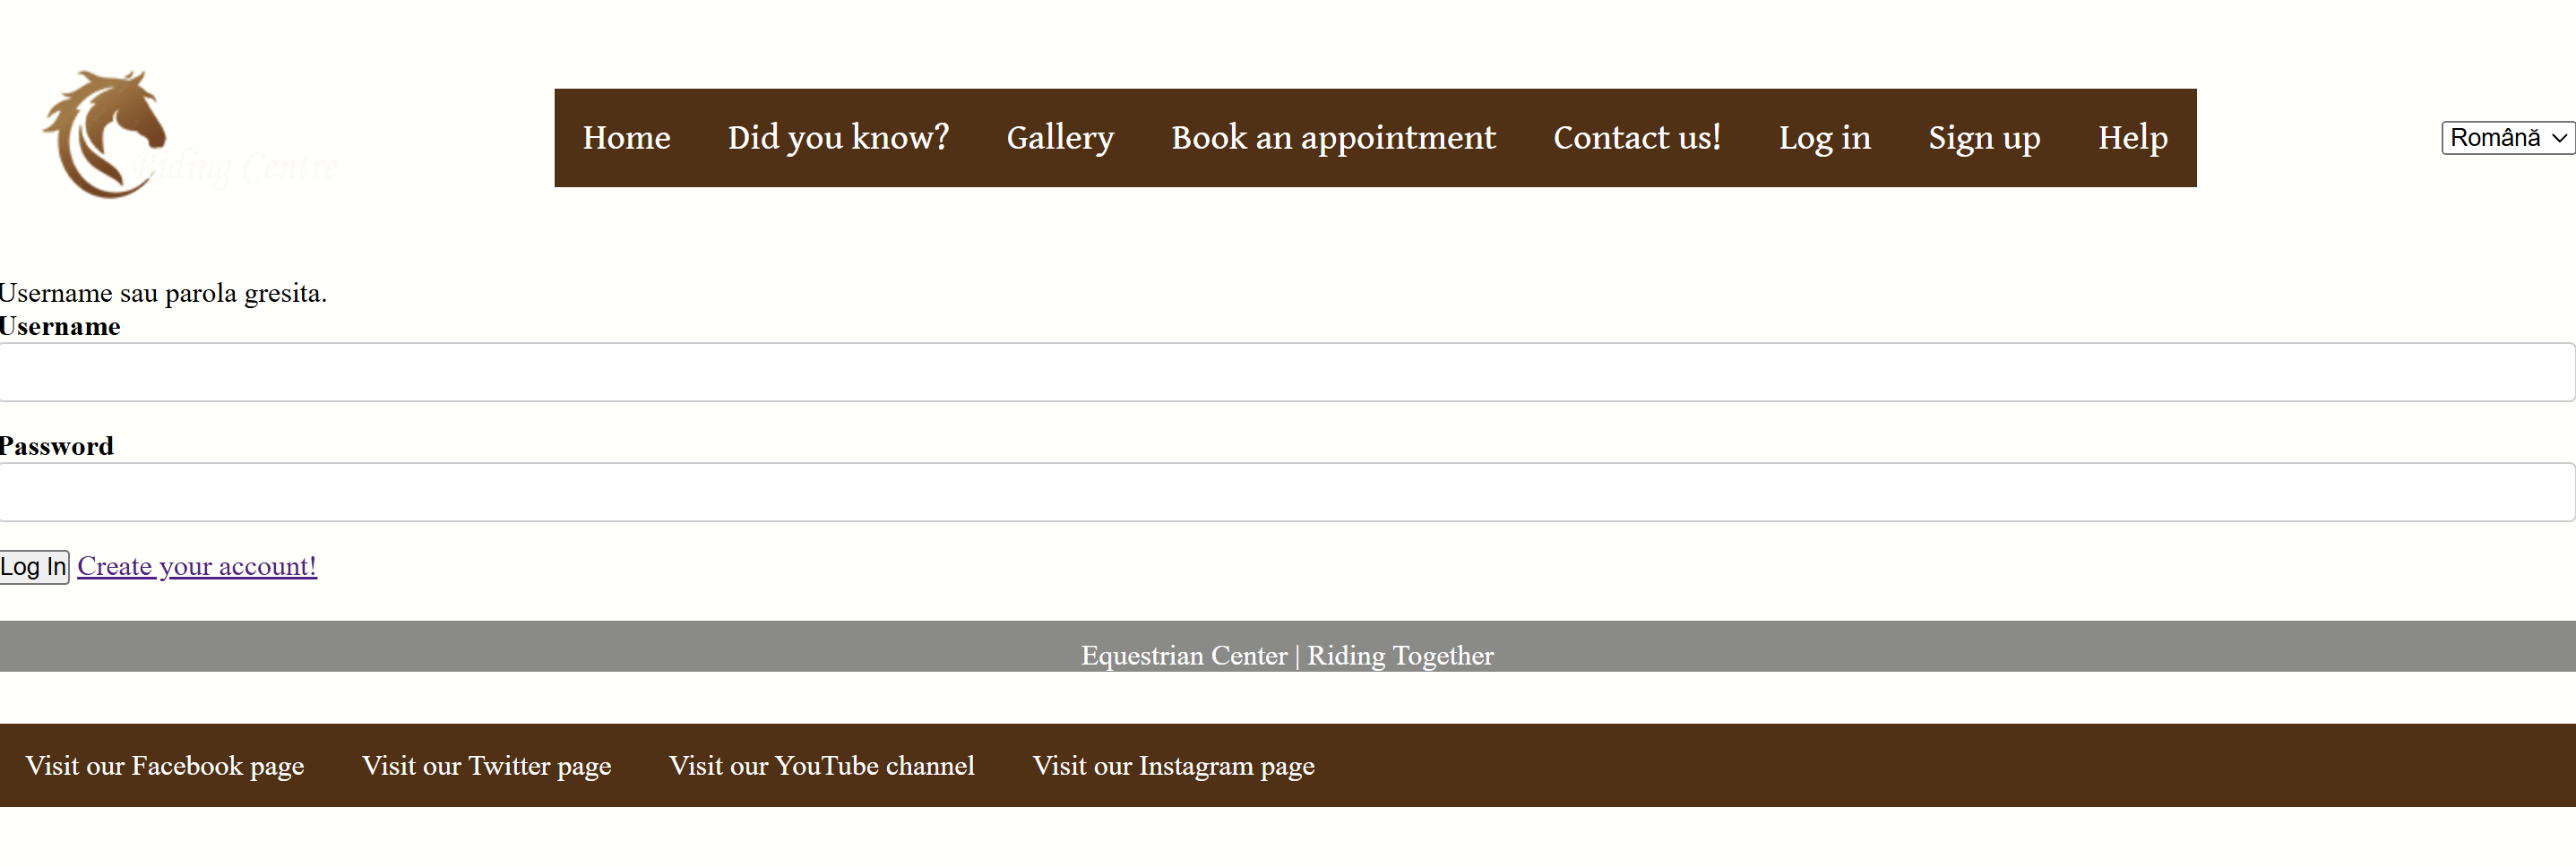 Riding Centre
Home Did you know? Gallery Book an appointment Contact us! Log in Sign up Help
Română
Username sau parola gresita.
Username
Password
Log In Create your account!
Equestrian Center | Riding Together
Visit our Facebook page Visit our Twitter page Visit our YouTube channel Visit our Instagram page